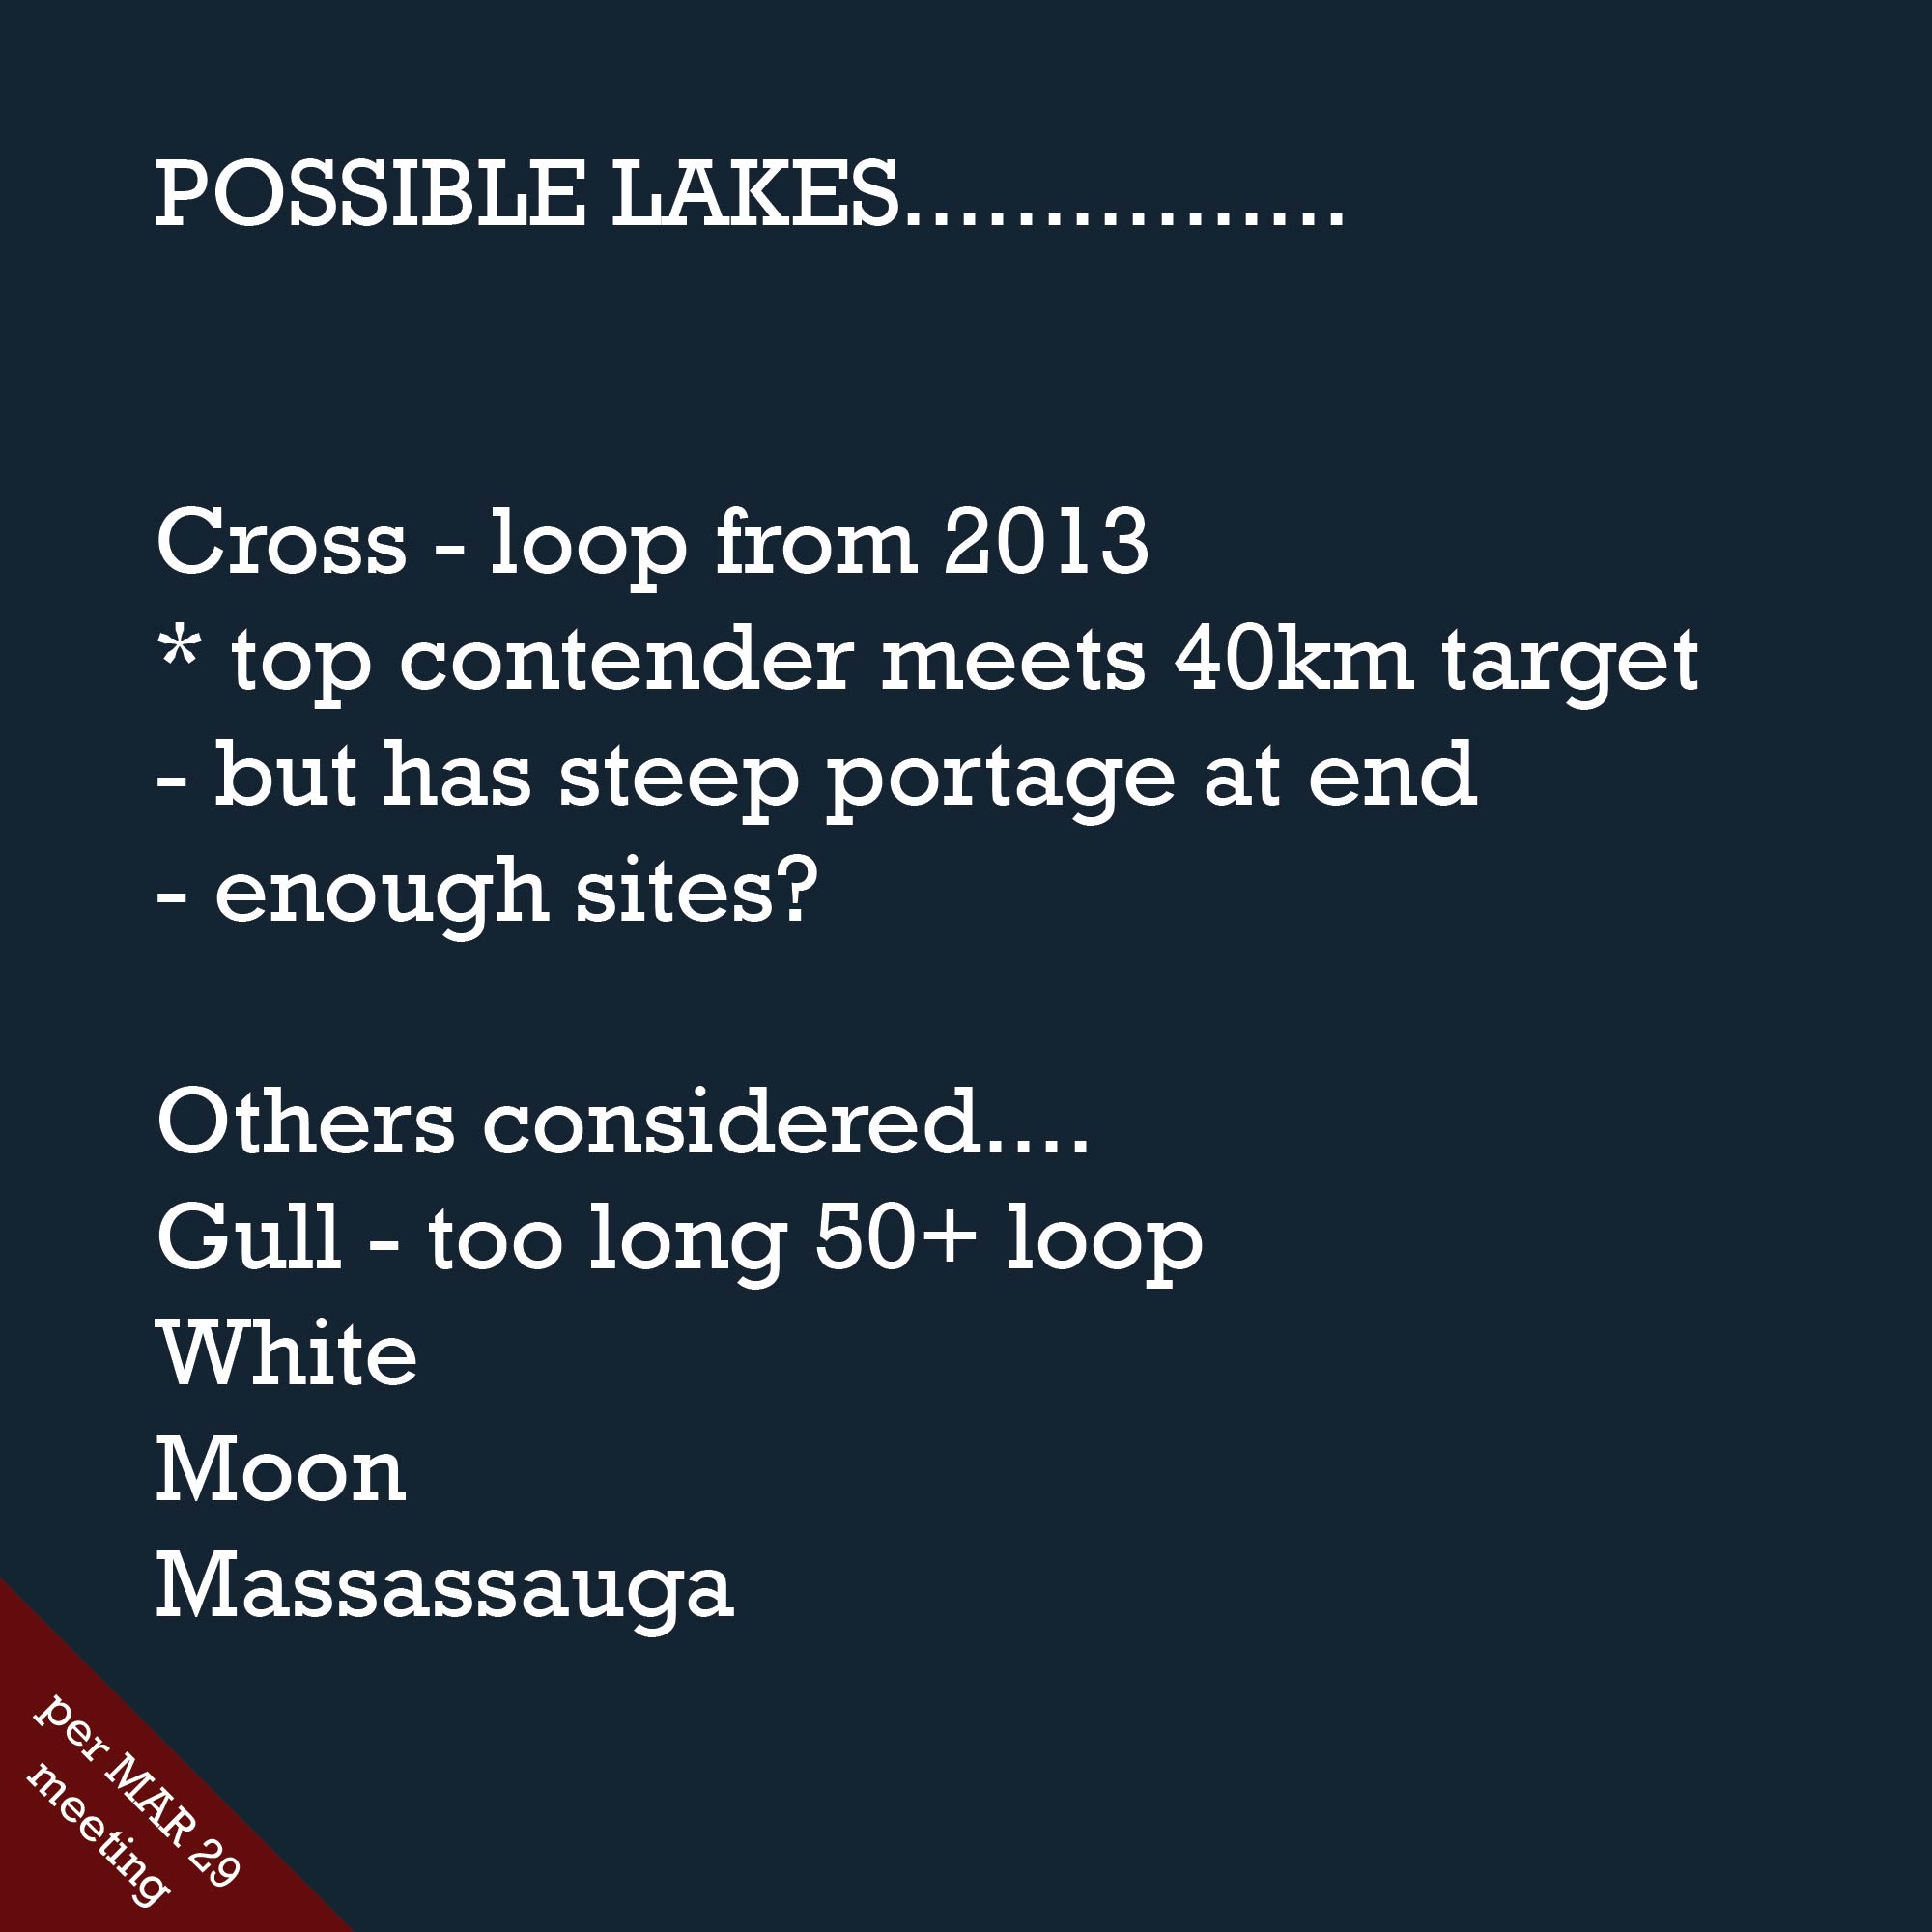 POSSIBLE LAKES................
Cross - loop from 2013
* top contender meets 40km target
- but has steep portage at end
- enough sites?
Others considered....
Gull - too long 50+ loop
White
Moon
Massassauga
per MAR 29
meeting